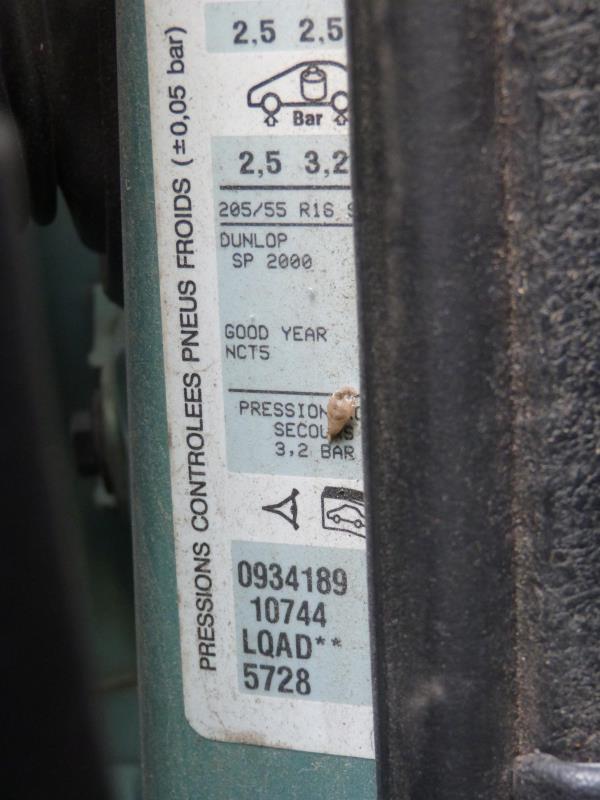 PRESSIONS CONTROLEES PNEUS FROIDS (±0,05 bar)
2,5 2,5
Bar
2,5 3,2
205/55 R16
DUNLOP
SP 2000
GOOD YEAR
NCT5
PRESSION
SECOURS
3,2 BAR
0934189
10744
LQAD**
5728